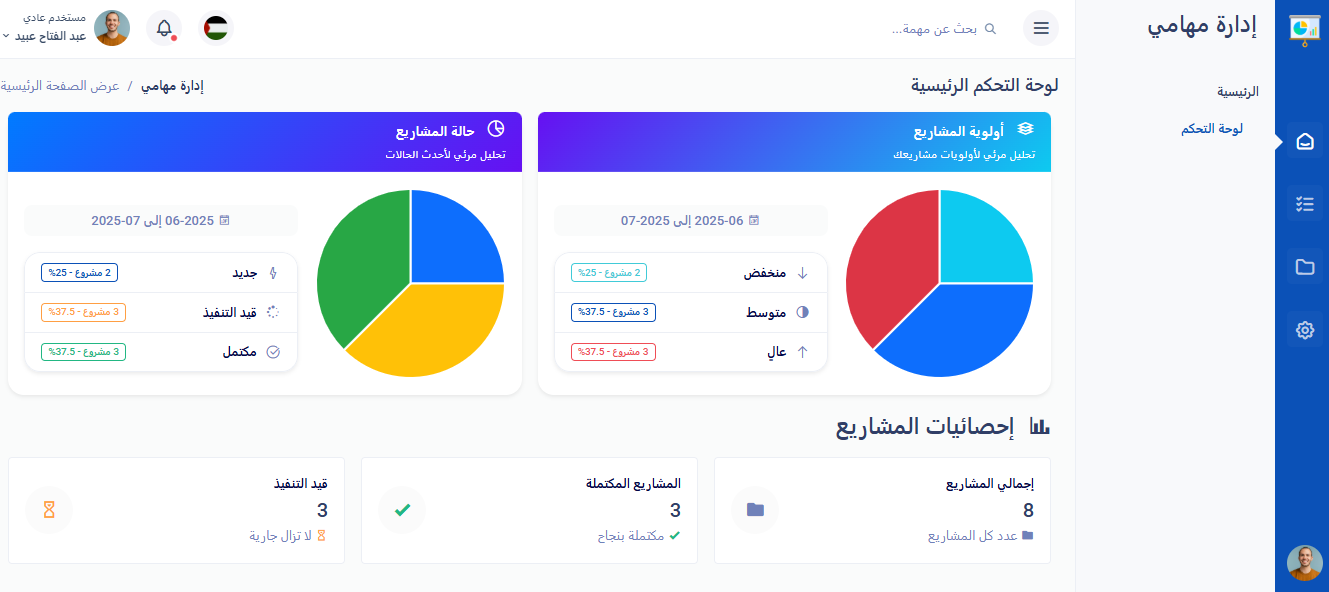 إدارة مهامي
الرئيسية
لوحة التحكم
بحث عن مهمة...
مستخدم عادي
عبد الفتاح عبيد
لوحة التحكم الرئيسية
إدارة مهامي / عرض الصفحة الرئيسية
أولوية المشاريع
تحليل مرئي لأولويات مشاريعك
06-2025 إلى 07-2025
منخفض 2 مشروع - 25%
متوسط 3 مشروع - 37.5%
عالٍ 3 مشروع - 37.5%
حالة المشاريع
تحليل مرئي لأحدث الحالات
06-2025 إلى 07-2025
جديد 2 مشروع - 25%
قيد التنفيذ 3 مشروع - 37.5%
مكتمل 3 مشروع - 37.5%
إحصائيات المشاريع
إجمالي المشاريع
8
عدد كل المشاريع
المشاريع المكتملة
3
مكتملة بنجاح
قيد التنفيذ
3
لا تزال جارية